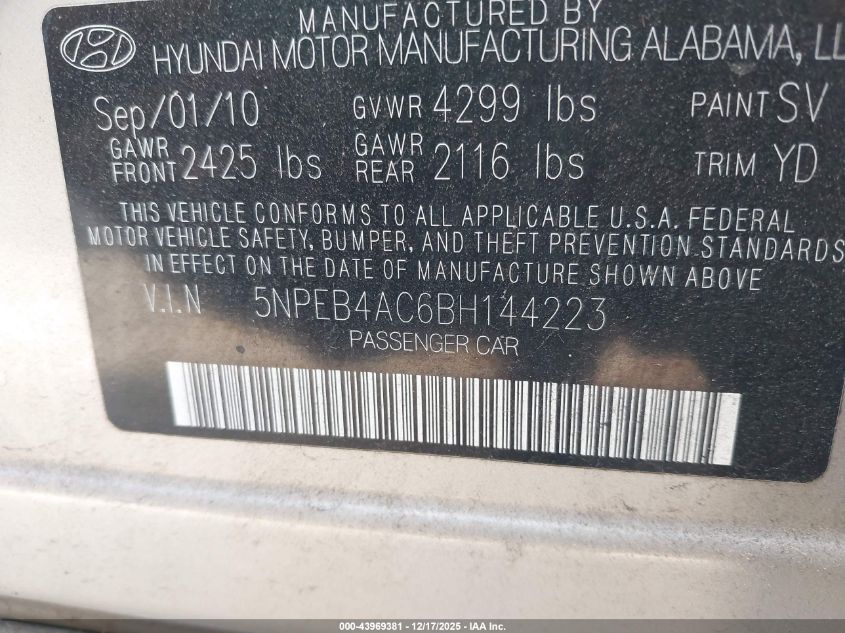 MANUFACTURED BY
HYUNDAI MOTOR MANUFACTURING ALABAMA,
Sep/01/10 GVWR 4299 lbs PAINT SV
GAWR FRONT 2425 lbs GAWR REAR 2116 lbs TRIM YD
THIS VEHICLE CONFORMS TO ALL APPLICABLE U.S.A. FEDERAL
MOTOR VEHICLE SAFETY, BUMPER, AND THEFT PREVENTION STANDARDS
IN EFFECT ON THE DATE OF MANUFACTURE SHOWN ABOVE
V.I.N 5NPEB4AC6BH144223
PASSENGER CAR
000-43969381 - 12/17/2025 - IAA Inc.